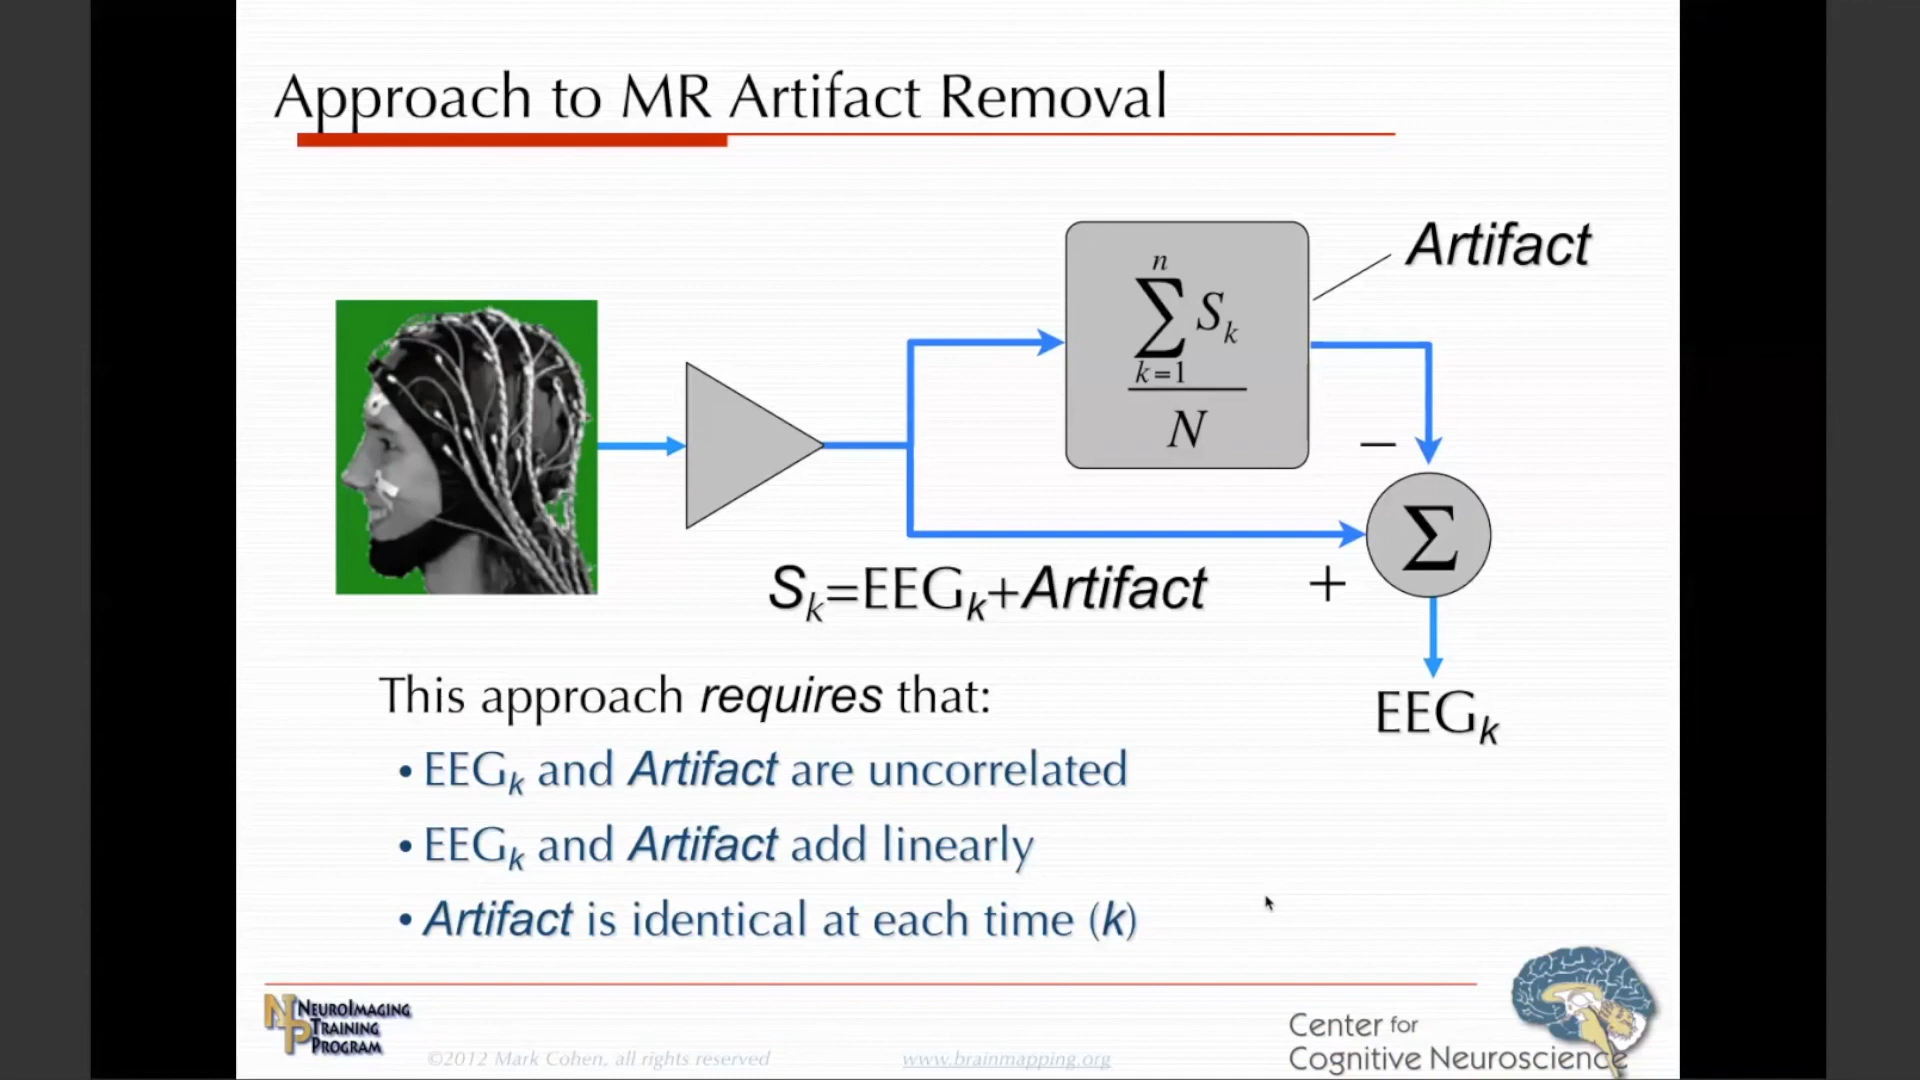 Approach to MR Artifact Removal
Artifact
n
∑ Sk
k=1
N
−
Σ
+
Sk=EEGk+Artifact
EEGk
This approach requires that:
• EEGk and Artifact are uncorrelated
• EEGk and Artifact add linearly
• Artifact is identical at each time (k)
NTP
NEUROIMAGING
TRAINING
PROGRAM
©2012 Mark Cohen, all rights reserved
www.brainmapping.org
Center for
Cognitive Neuroscience